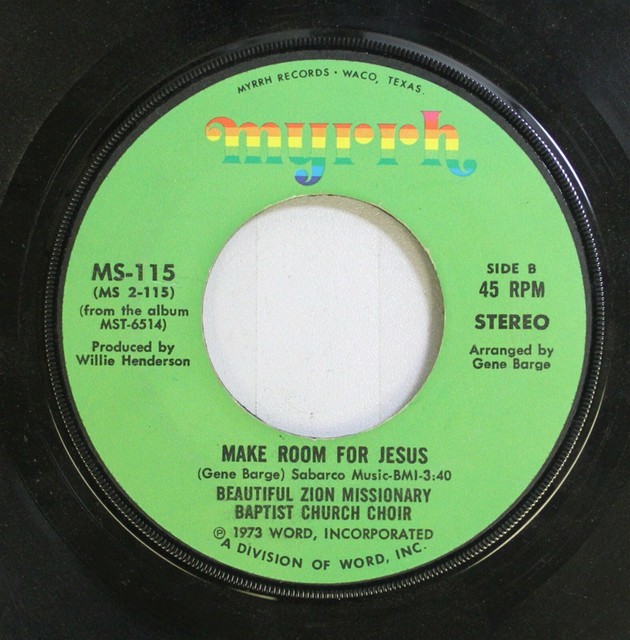 MYRRH RECORDS • WACO, TEXAS.
myrrh
MS-115
(MS 2-115)
(from the album
MST-6514)
Produced by
Willie Henderson
SIDE B
45 RPM
STEREO
Arranged by
Gene Barge
MAKE ROOM FOR JESUS
(Gene Barge) Sabarco Music-BMI-3:40
BEAUTIFUL ZION MISSIONARY
BAPTIST CHURCH CHOIR
℗ 1973 WORD, INCORPORATED
A DIVISION OF WORD, INC.